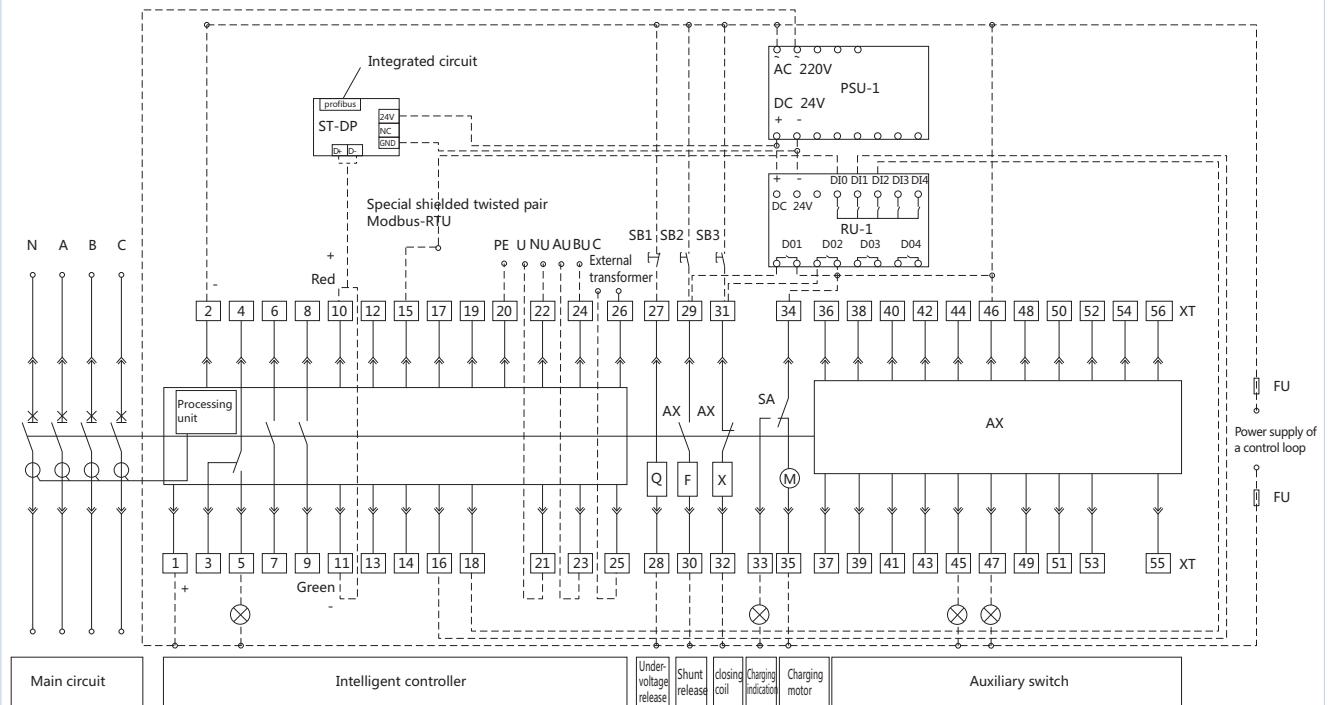 Integrated circuit
AC 220V
PSU-1
DC 24V
+ -
profibus
ST-DP
24V
NC
GND
D+ D-
+ - DI0 DI1 DI2 DI3 DI4
DC 24V
RU-1
D01 D02 D03 D04
Special shielded twisted pair
Modbus-RTU
N A B C
+
Red
-
PE U NU AU BU C
External
transformer
SB1 SB2 SB3
2 4 6 8 10 12 15 17 19 20 22 24 26 27 29 31 34 36 38 40 42 44 46 48 50 52 54 56 XT
Processing
unit
AX AX SA
AX
Q F X M
FU
Power supply of
a control loop
FU
1 3 5 7 9 11 13 14 16 18 21 23 25 28 30 32 33 35 37 39 41 43 45 47 49 51 53 55 XT
+
Green
-
Main circuit
Intelligent controller
Under-
voltage
release
Shunt
release
closing
coil
Charging
indication
Charging
motor
Auxiliary switch